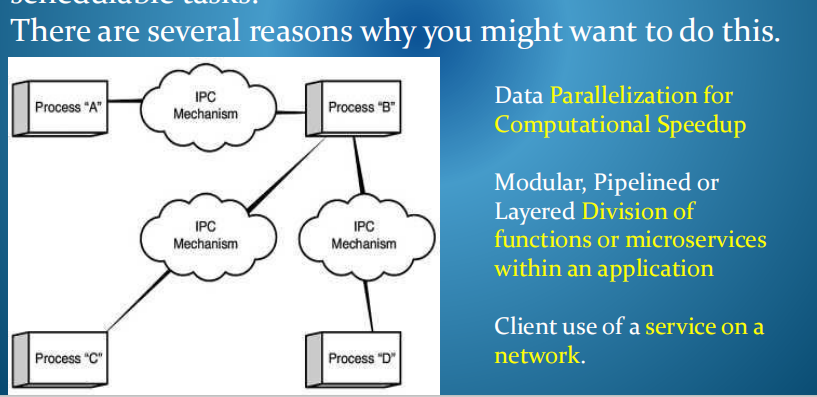 schedulable tasks.
There are several reasons why you might want to do this.
Process "A"
IPC
Mechanism
Process "B"
IPC
Mechanism
IPC
Mechanism
Process "C"
Process "D"
Data Parallelization for
Computational Speedup
Modular, Pipelined or
Layered Division of
functions or microservices
within an application
Client use of a service on a
network.